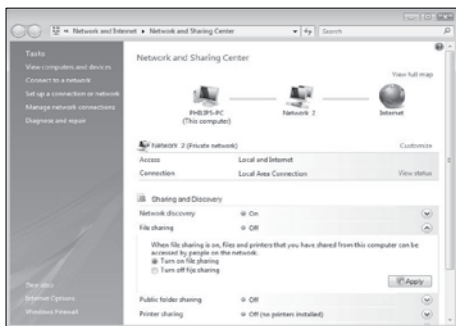 Network and Internet ▸ Network and Sharing Center
Search
Tasks
View computers and devices
Connect to a network
Set up a connection or network
Manage network connections
Diagnose and repair
See also
Internet Options
Windows Firewall
Network and Sharing Center
View full map
PHILIPS-PC
(This computer)
Network 2
Internet
Network 2 (Private network)
Customize
Access
Local and Internet
Connection
Local Area Connection
View status
Sharing and Discovery
Network discovery
On
File sharing
Off
When file sharing is on, files and printers that you have shared from this computer can be
accessed by people on the network.
Turn on file sharing
Turn off file sharing
Apply
Public folder sharing
Off
Printer sharing
Off (no printers installed)